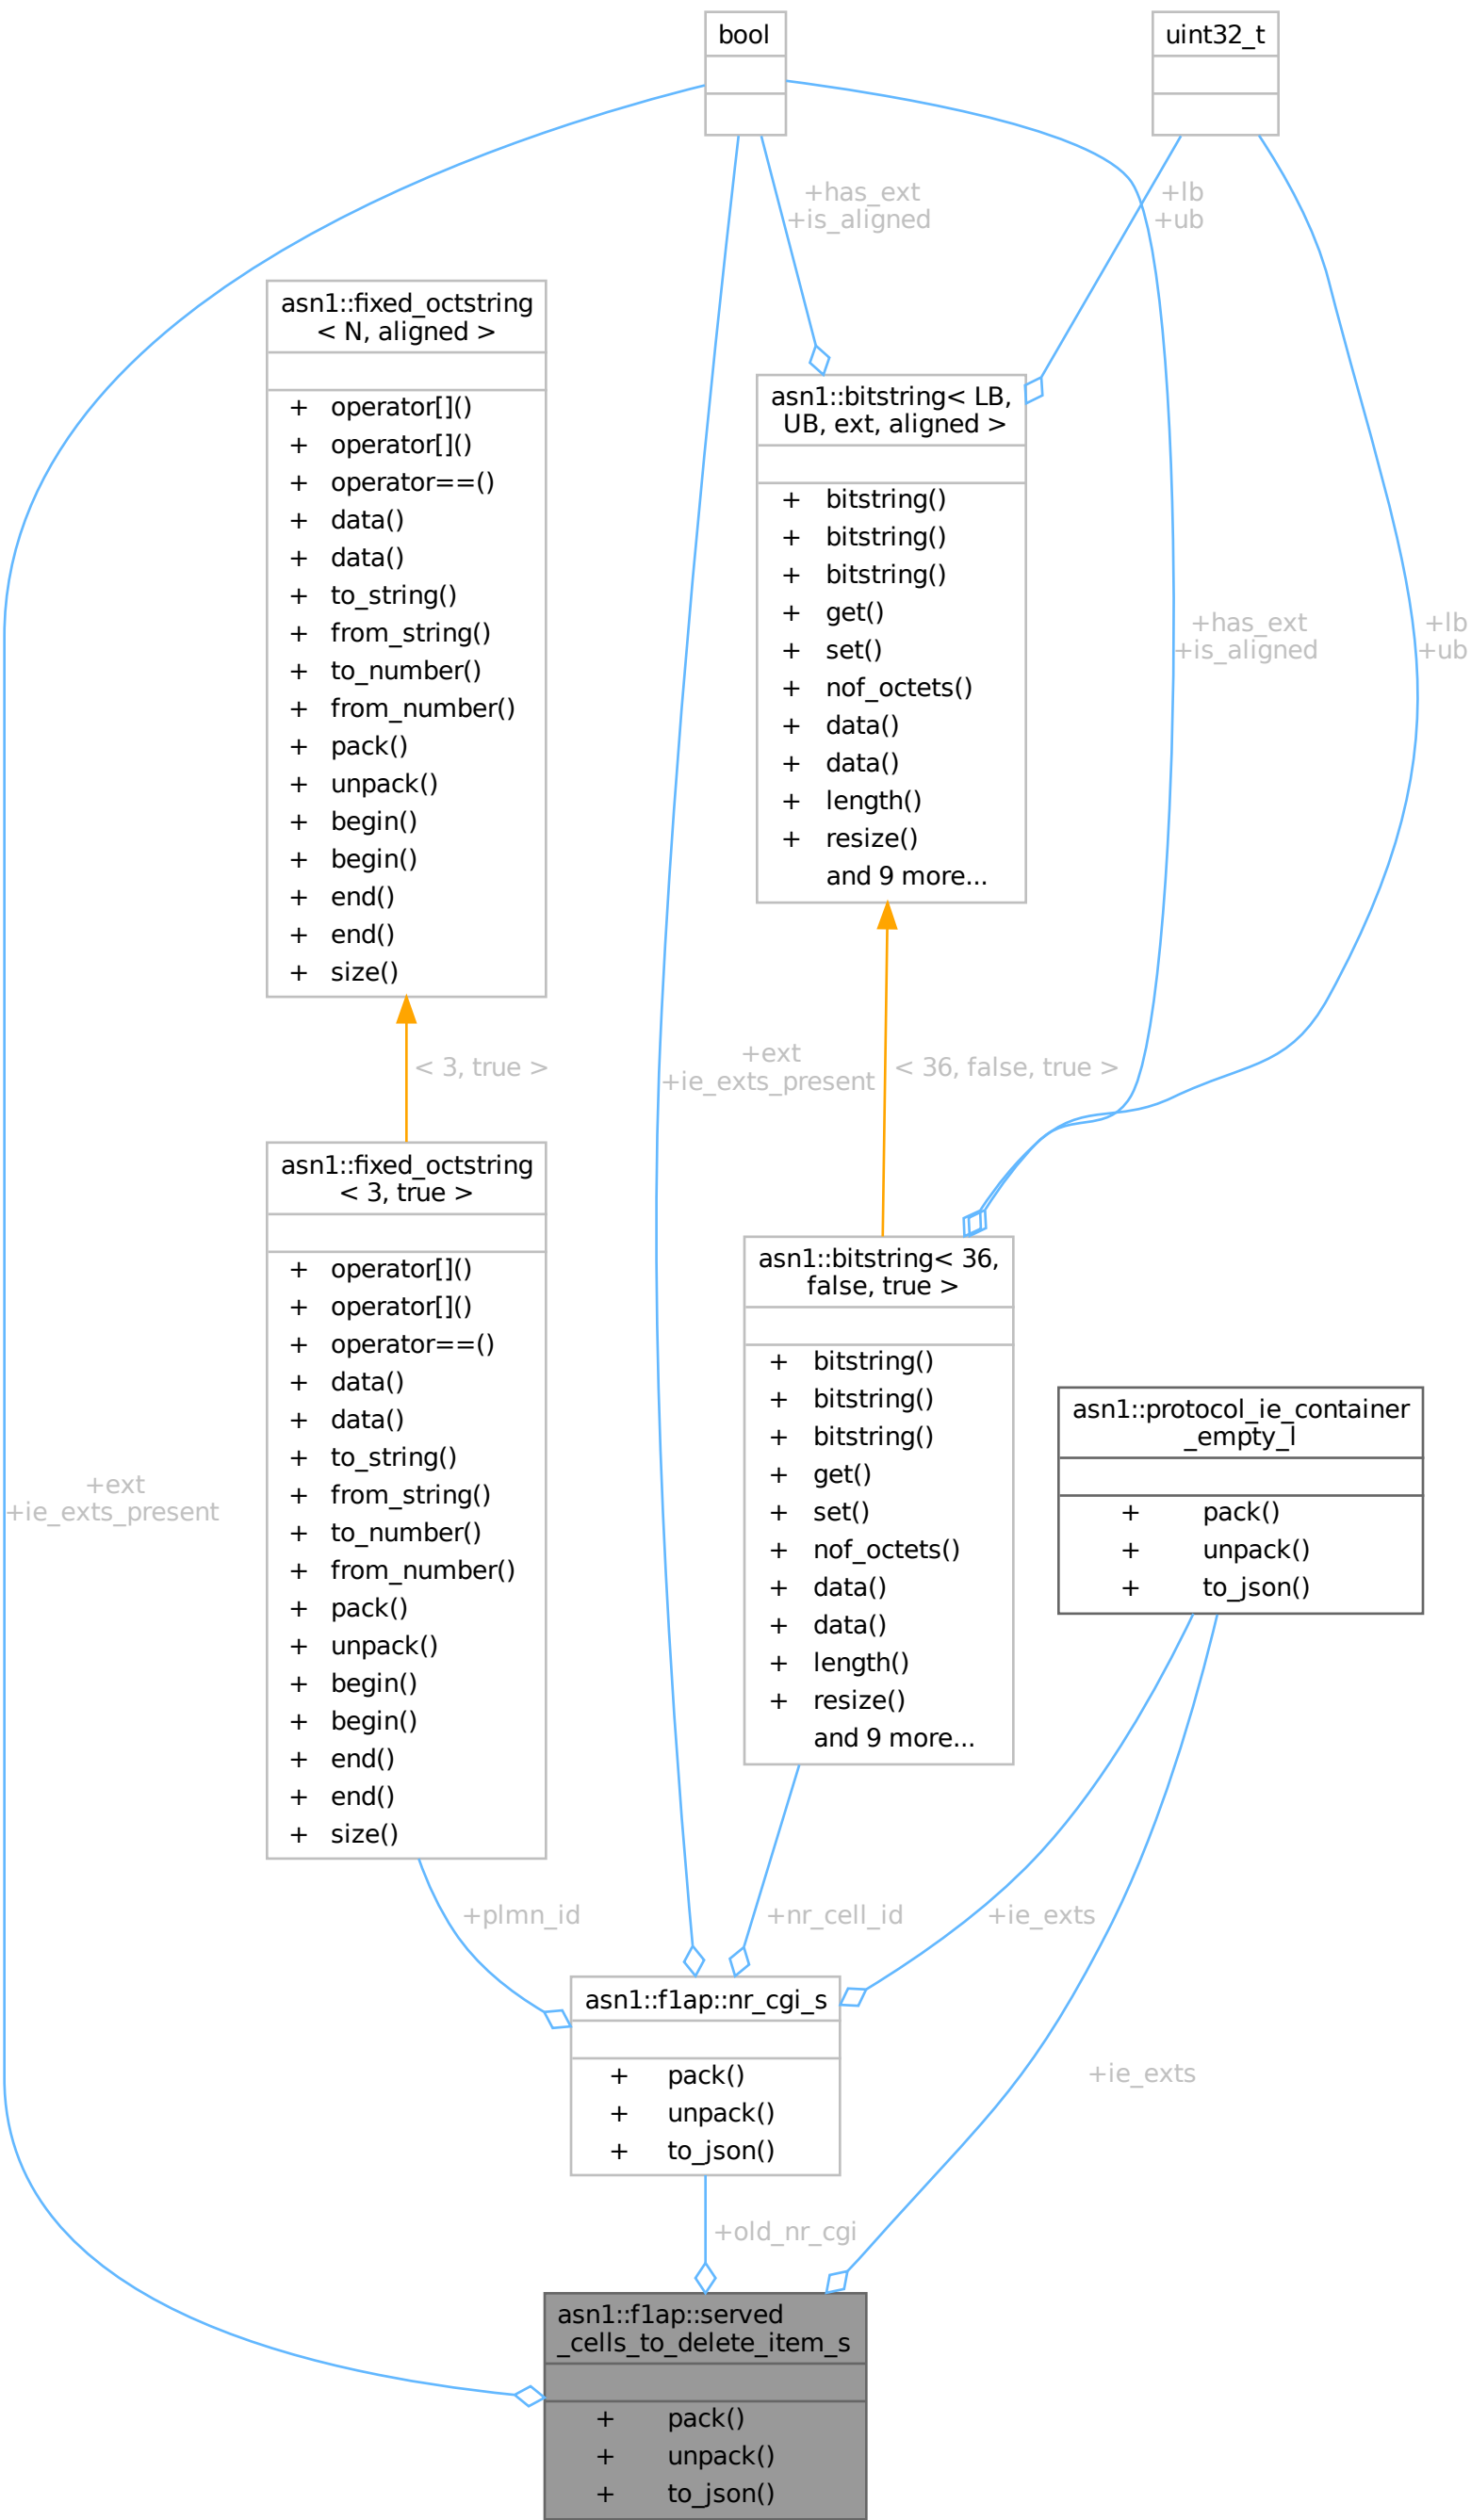 bool
uint32_t
+has_ext
+is_aligned
+lb
+ub
asn1::fixed_octstring
< N, aligned >
+ operator[]()
+ operator[]()
+ operator==()
+ data()
+ data()
+ to_string()
+ from_string()
+ to_number()
+ from_number()
+ pack()
+ unpack()
+ begin()
+ begin()
+ end()
+ end()
+ size()
asn1::bitstring< LB,
UB, ext, aligned >
+ bitstring()
+ bitstring()
+ bitstring()
+ get()
+ set()
+ nof_octets()
+ data()
+ data()
+ length()
+ resize()
and 9 more...
+has_ext
+is_aligned
+lb
+ub
< 3, true >
+ext
+ie_exts_present
< 36, false, true >
asn1::fixed_octstring
< 3, true >
+ operator[]()
+ operator[]()
+ operator==()
+ data()
+ data()
+ to_string()
+ from_string()
+ to_number()
+ from_number()
+ pack()
+ unpack()
+ begin()
+ begin()
+ end()
+ end()
+ size()
asn1::bitstring< 36,
false, true >
+ bitstring()
+ bitstring()
+ bitstring()
+ get()
+ set()
+ nof_octets()
+ data()
+ data()
+ length()
+ resize()
and 9 more...
asn1::protocol_ie_container
_empty_l
+ pack()
+ unpack()
+ to_json()
+ext
+ie_exts_present
+plmn_id
+nr_cell_id
+ie_exts
asn1::f1ap::nr_cgi_s
+ pack()
+ unpack()
+ to_json()
+ie_exts
+old_nr_cgi
asn1::f1ap::served
_cells_to_delete_item_s
+ pack()
+ unpack()
+ to_json()